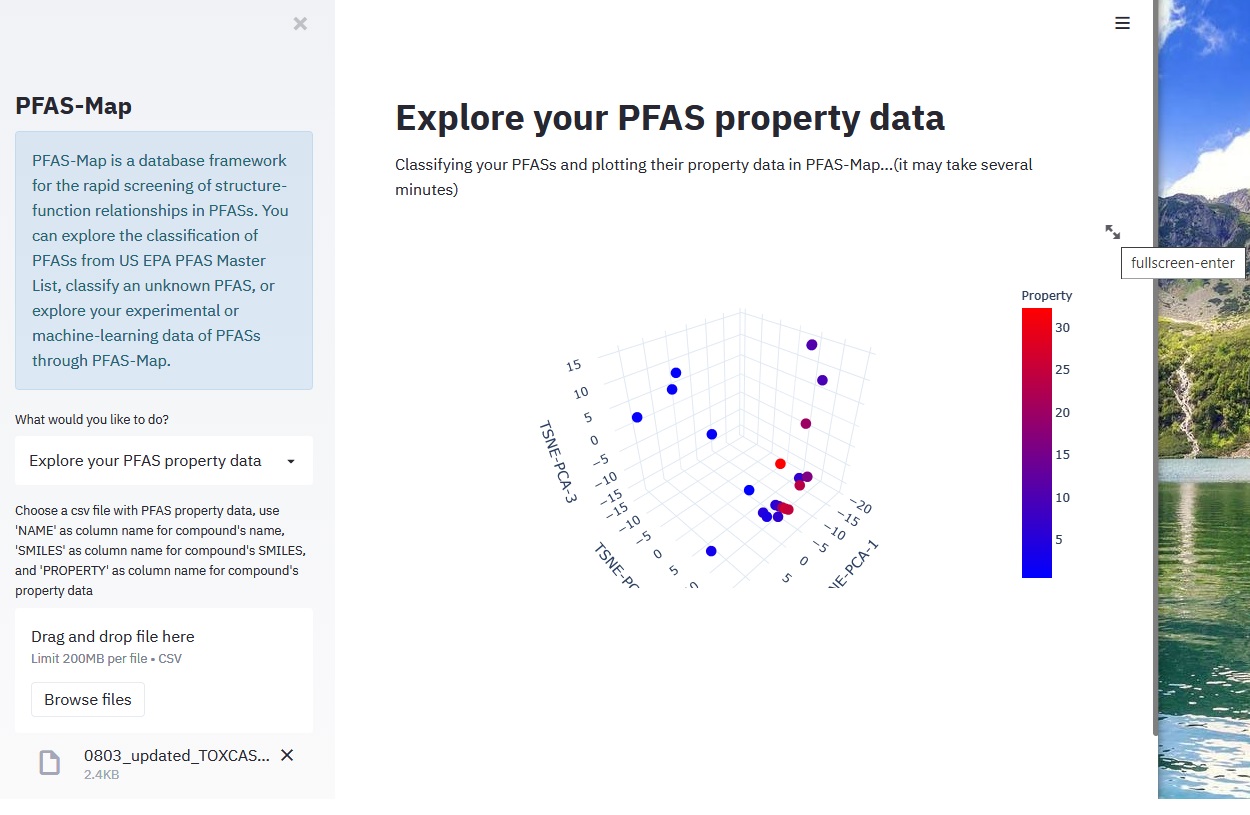 PFAS-Map
PFAS-Map is a database framework
for the rapid screening of structure-
function relationships in PFASs. You
can explore the classification of
PFASs from US EPA PFAS Master
List, classify an unknown PFAS, or
explore your experimental or
machine-learning data of PFASs
through PFAS-Map.
What would you like to do?
Explore your PFAS property data
Choose a csv file with PFAS property data, use
'NAME' as column name for compound's name,
'SMILES' as column name for compound's SMILES,
and 'PROPERTY' as column name for compound's
property data
Drag and drop file here
Limit 200MB per file • CSV
Browse files
0803_updated_TOXCAS...
2.4KB
Explore your PFAS property data
Classifying your PFASs and plotting their property data in PFAS-Map...(it may take several
minutes)
fullscreen-enter
Property
30
25
20
15
10
5
15
10
5
0
−5
−10
−15
TSNE-PCA-3
−15
−10
−5
0
5
TSNE-PC
−20
−15
−10
−5
0
5
NE-PCA-1